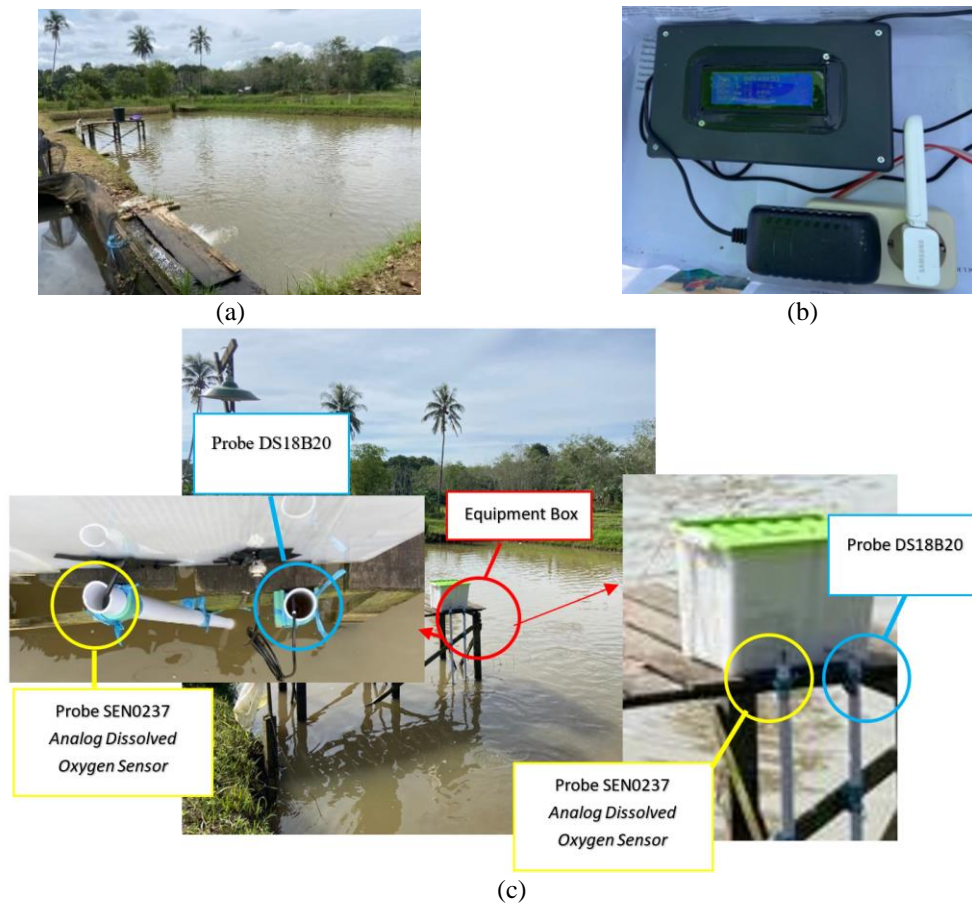 (a)
(b)
Probe DS18B20
Equipment Box
Probe DS18B20
Probe SEN0237
Analog Dissolved
Oxygen Sensor
Probe SEN0237
Analog Dissolved
Oxygen Sensor
(c)